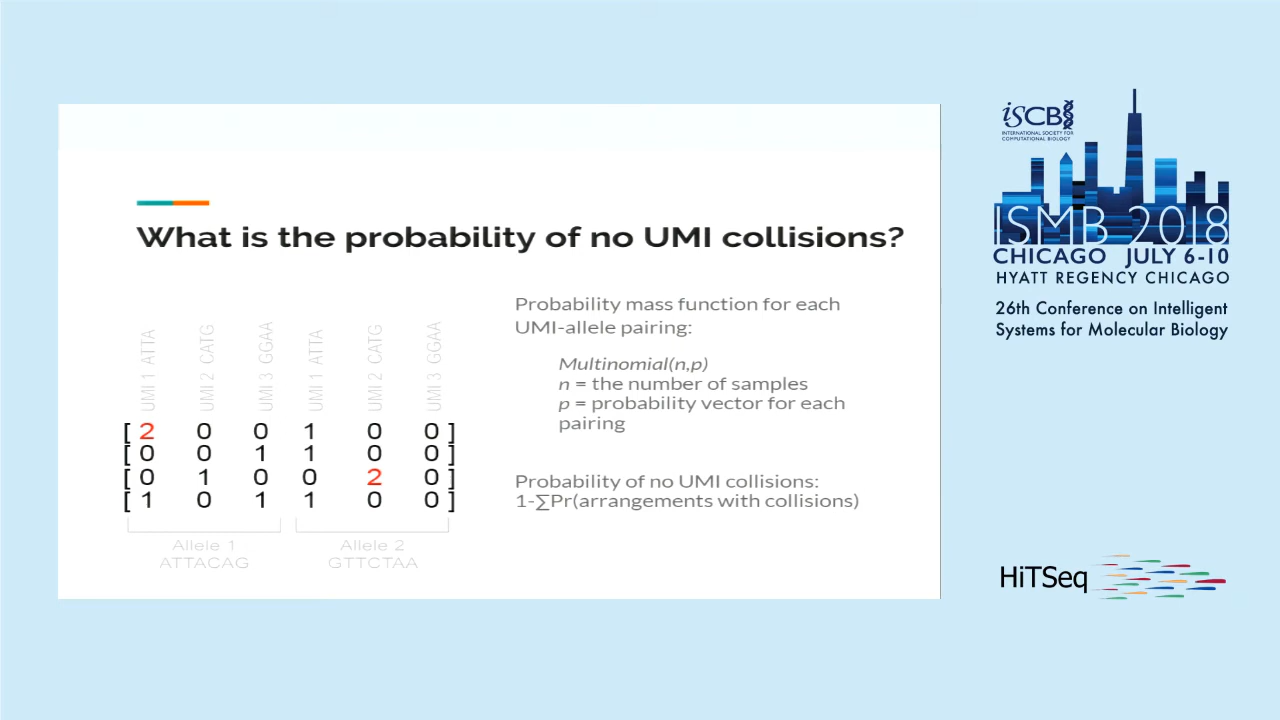 What is the probability of no UMI collisions?
UMI 1 ATTA UMI 2 CATG UMI 3 GGAA UMI 1 ATTA UMI 2 CATG UMI 3 GGAA
[ 2 0 0 1 0 0 ]
[ 0 0 1 1 0 0 ]
[ 0 1 0 0 2 0 ]
[ 1 0 1 1 0 0 ]
Allele 1 Allele 2
ATTACAG GTTCTAA
Probability mass function for each
UMI-allele pairing:
Multinomial(n,p)
n = the number of samples
p = probability vector for each
pairing
Probability of no UMI collisions:
1-∑Pr(arrangements with collisions)
iSCB
INTERNATIONAL SOCIETY FOR
COMPUTATIONAL BIOLOGY
ISMB 2018
CHICAGO JULY 6-10
HYATT REGENCY CHICAGO
26th Conference on Intelligent
Systems for Molecular Biology
HiTSeq